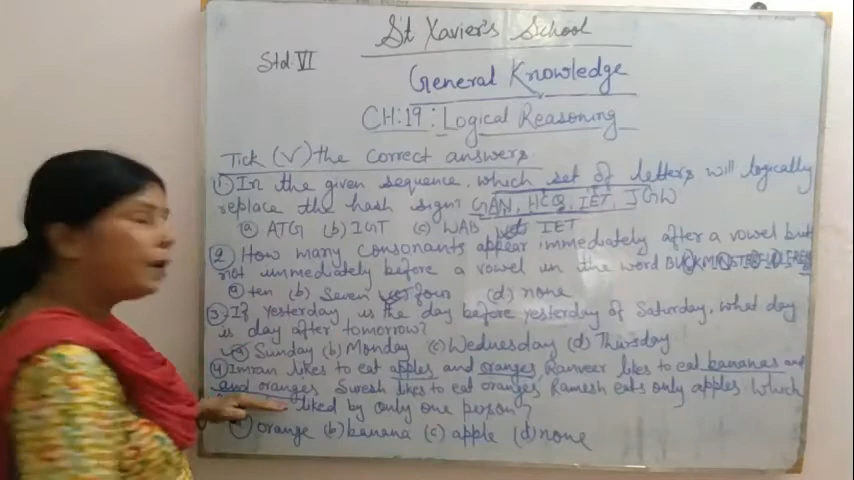 St Xavier's School
Std: VI
General Knowledge
CH:19: Logical Reasoning
Tick (√) the correct answers
① In the given sequence, which set of letters will logically
replace the hash sign? GAN, HCQ, IET, JGW
ⓐ ATG (b) IGT (c) WAB IET
② How many consonants appear immediately after a vowel but
not immediately before a vowel in the word
ⓐ ten (b) Seven four (d) none
③ If yesterday, is the day before yesterday of Saturday, what day
is day after tomorrow?
Sunday (b) Monday (c) Wednesday (d) Thursday
④ Imran likes to eat apples and oranges, Ranveer likes to eat bananas and
and oranges Suresh likes to eat oranges, Ramesh eats only apples. Which
liked by only one person?
orange (b) banana (c) apple (d) none